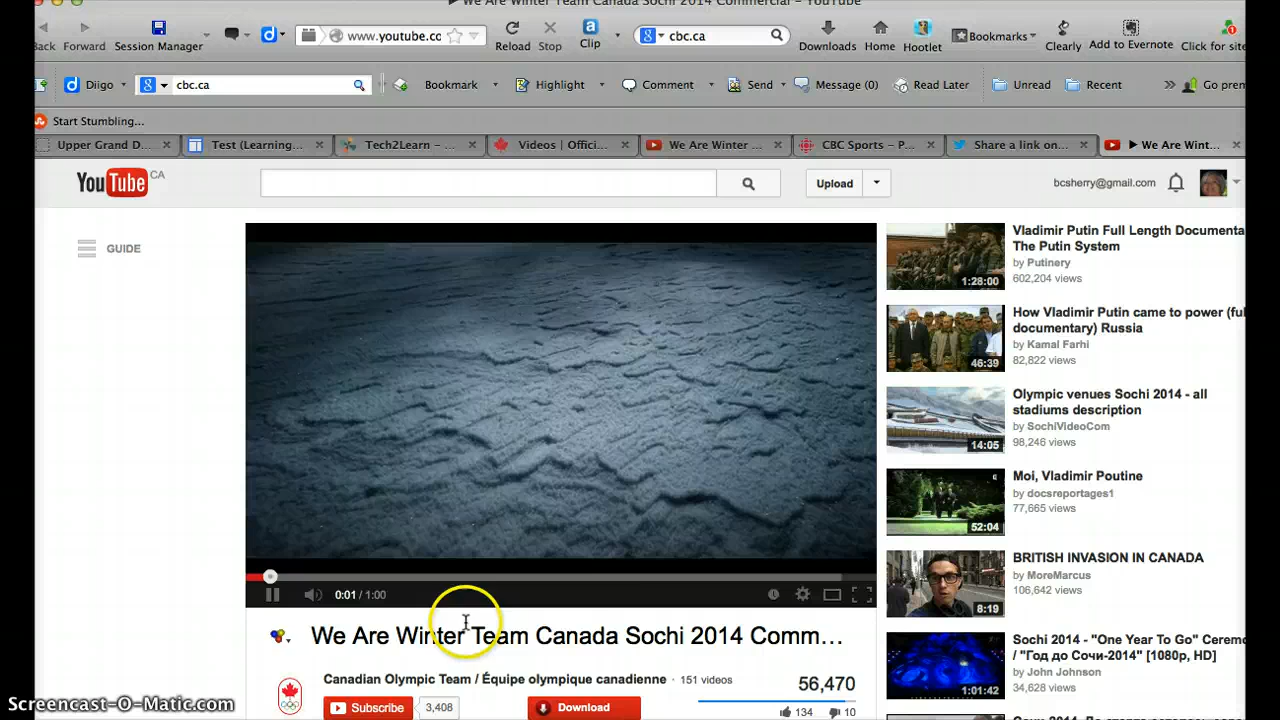 ▶ We Are Winter Team Canada Sochi 2014 Commercial – YouTube
Back Forward Session Manager www.youtube.cc Reload Stop Clip cbc.ca Downloads Home Hootlet Bookmarks Clearly Add to Evernote Click for site
Diigo cbc.ca Bookmark Highlight Comment Send Message (0) Read Later Unread Recent » Go prem
Start Stumbling...
Upper Grand D... Test (Learning... Tech2Learn – ... Videos | Offici... We Are Winter ... CBC Sports – P... Share a link on... ▶ We Are Wint...
YouTube CA Upload bcsherry@gmail.com
GUIDE
Vladimir Putin Full Length Documenta
The Putin System
by Putinery
602,204 views
1:28:00
How Vladimir Putin came to power (ful
documentary) Russia
by Kamal Farhi
82,822 views
46:39
Olympic venues Sochi 2014 - all
stadiums description
by SochiVideoCom
98,246 views
14:05
Moi, Vladimir Poutine
by docsreportages1
77,665 views
52:04
BRITISH INVASION IN CANADA
by MoreMarcus
106,642 views
8:19
Sochi 2014 - "One Year To Go" Ceremo
/ "Год до Сочи-2014" [1080p, HD]
by John Johnson
34,628 views
1:01:42
0:01 / 1:00
We Are Winter Team Canada Sochi 2014 Comm...
Canadian Olympic Team / Équipe olympique canadienne · 151 videos
56,470
Subscribe 3,408 Download
134 10
Screencast-O-Matic.com